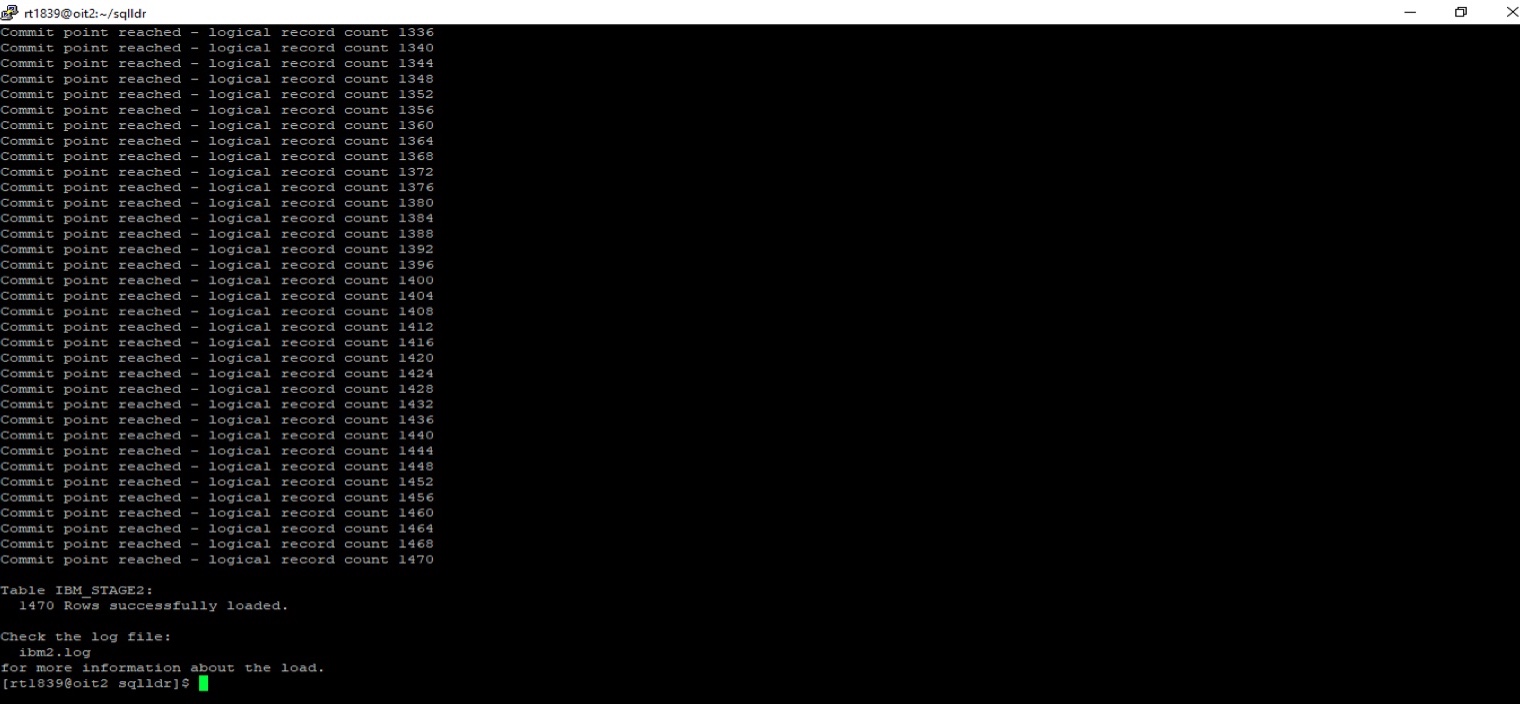 rt1839@oit2:~/sqlldr
Commit point reached - logical record count 1336
Commit point reached - logical record count 1340
Commit point reached - logical record count 1344
Commit point reached - logical record count 1348
Commit point reached - logical record count 1352
Commit point reached - logical record count 1356
Commit point reached - logical record count 1360
Commit point reached - logical record count 1364
Commit point reached - logical record count 1368
Commit point reached - logical record count 1372
Commit point reached - logical record count 1376
Commit point reached - logical record count 1380
Commit point reached - logical record count 1384
Commit point reached - logical record count 1388
Commit point reached - logical record count 1392
Commit point reached - logical record count 1396
Commit point reached - logical record count 1400
Commit point reached - logical record count 1404
Commit point reached - logical record count 1408
Commit point reached - logical record count 1412
Commit point reached - logical record count 1416
Commit point reached - logical record count 1420
Commit point reached - logical record count 1424
Commit point reached - logical record count 1428
Commit point reached - logical record count 1432
Commit point reached - logical record count 1436
Commit point reached - logical record count 1440
Commit point reached - logical record count 1444
Commit point reached - logical record count 1448
Commit point reached - logical record count 1452
Commit point reached - logical record count 1456
Commit point reached - logical record count 1460
Commit point reached - logical record count 1464
Commit point reached - logical record count 1468
Commit point reached - logical record count 1470
Table IBM_STAGE2:
1470 Rows successfully loaded.
Check the log file:
ibm2.log
for more information about the load.
[rt1839@oit2 sqlldr]$